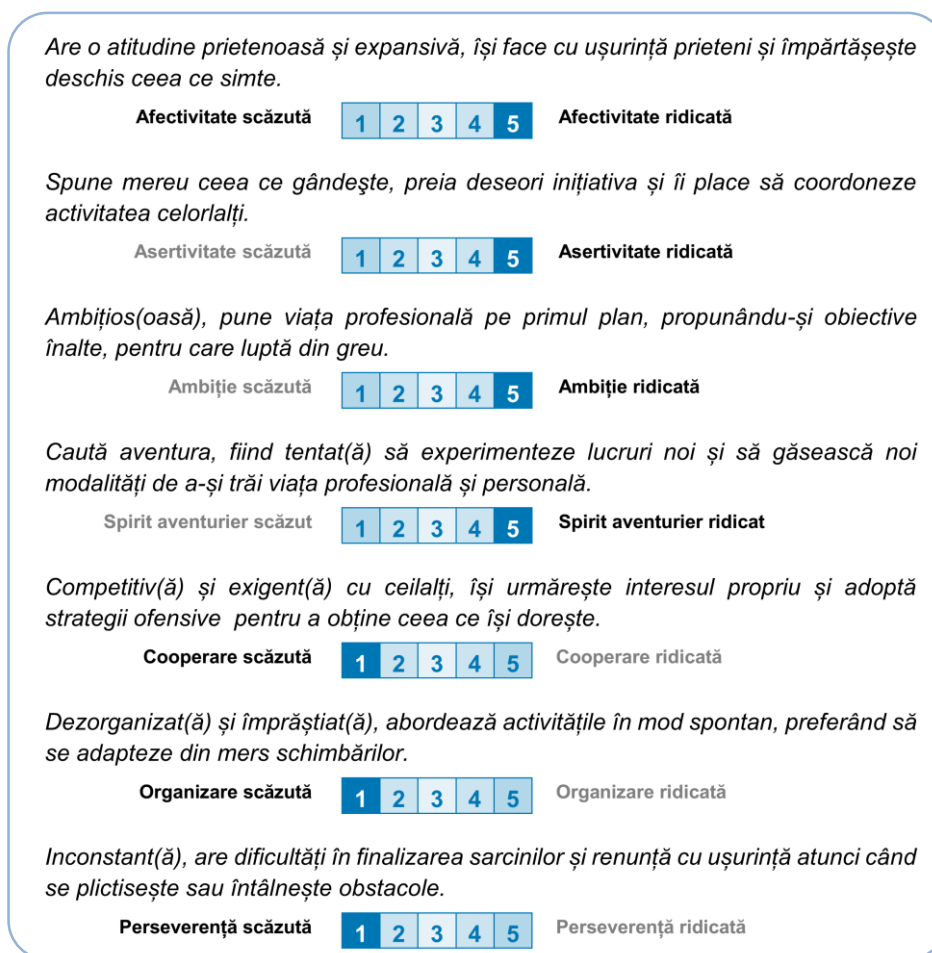 Are o atitudine prietenoasă și expansivă, își face cu ușurință prieteni și împărtășește
deschis ceea ce simte.
Afectivitate scăzută 1 2 3 4 5 Afectivitate ridicată
Spune mereu ceea ce gândeşte, preia deseori inițiativa și îi place să coordoneze
activitatea celorlalți.
Asertivitate scăzută 1 2 3 4 5 Asertivitate ridicată
Ambițios(oasă), pune viața profesională pe primul plan, propunându-și obiective
înalte, pentru care luptă din greu.
Ambiție scăzută 1 2 3 4 5 Ambiție ridicată
Caută aventura, fiind tentat(ă) să experimenteze lucruri noi și să găsească noi
modalități de a-și trăi viața profesională și personală.
Spirit aventurier scăzut 1 2 3 4 5 Spirit aventurier ridicat
Competitiv(ă) și exigent(ă) cu ceilalți, își urmărește interesul propriu și adoptă
strategii ofensive pentru a obține ceea ce își dorește.
Cooperare scăzută 1 2 3 4 5 Cooperare ridicată
Dezorganizat(ă) și împrăștiat(ă), abordează activitățile în mod spontan, preferând să
se adapteze din mers schimbărilor.
Organizare scăzută 1 2 3 4 5 Organizare ridicată
Inconstant(ă), are dificultăți în finalizarea sarcinilor și renunță cu ușurință atunci când
se plictisește sau întâlnește obstacole.
Perseverență scăzută 1 2 3 4 5 Perseverență ridicată